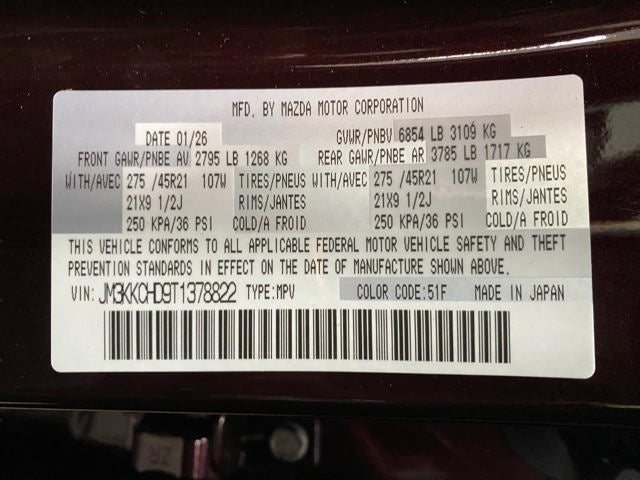 MFD. BY MAZDA MOTOR CORPORATION
DATE 01/26 GVWR/PNBV 6854 LB 3109 KG
FRONT GAWR/PNBE AV 2795 LB 1268 KG REAR GAWR/PNBE AR 3785 LB 1717 KG
WITH/AVEC 275 /45R21 107W TIRES/PNEUS WITH/AVEC 275 /45R21 107W TIRES/PNEUS
21X9 1/2J RIMS/JANTES 21X9 1/2J RIMS/JANTES
250 KPA/36 PSI COLD/A FROID 250 KPA/36 PSI COLD/A FROID
THIS VEHICLE CONFORMS TO ALL APPLICABLE FEDERAL MOTOR VEHICLE SAFETY AND THEFT
PREVENTION STANDARDS IN EFFECT ON THE DATE OF MANUFACTURE SHOWN ABOVE.
VIN: JM3KKCHD9T1378822 TYPE:MPV COLOR CODE:51F MADE IN JAPAN
ZR